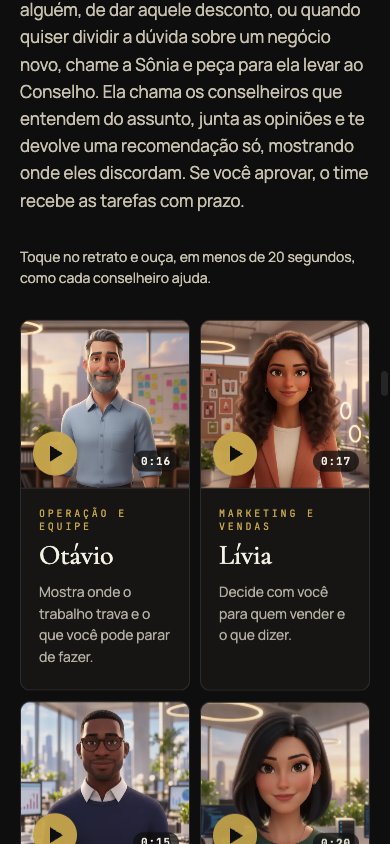 alguém, de dar aquele desconto, ou quando
quiser dividir a dúvida sobre um negócio
novo, chame a Sônia e peça para ela levar ao
Conselho. Ela chama os conselheiros que
entendem do assunto, junta as opiniões e te
devolve uma recomendação só, mostrando
onde eles discordam. Se você aprovar, o time
recebe as tarefas com prazo.
Toque no retrato e ouça, em menos de 20 segundos,
como cada conselheiro ajuda.
0:16
OPERAÇÃO E
EQUIPE
Otávio
Mostra onde o
trabalho trava e o
que você pode parar
de fazer.
0:17
MARKETING E
VENDAS
Lívia
Decide com você
para quem vender e
o que dizer.
0:15
0:20